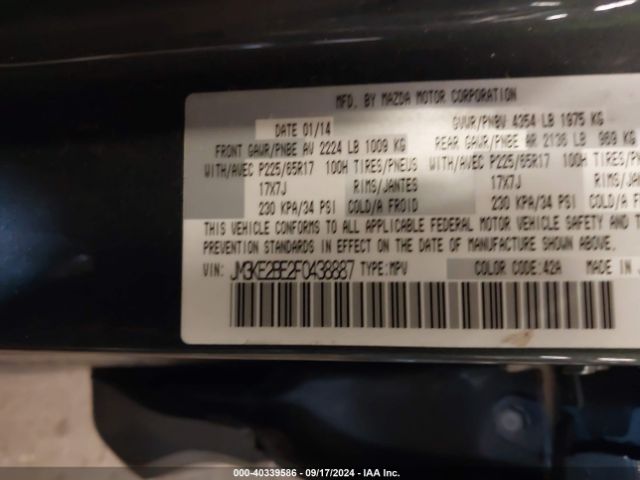 MFD. BY MAZDA MOTOR CORPORATION
DATE 01/14 GVWR/PNBV 4354 LB 1975 KG
FRONT GAWR/PNBE AV 2224 LB 1009 KG REAR GAWR/PNBE AR 2136 LB 969 KG
WITH/AVEC P225/65R17 100H TIRES/PNEUS WITH/AVEC P225/65R17 100H TIRES/PN
17X7J RIMS/JANTES 17X7J RIMS/J
230 KPA/34 PSI COLD/A FROID 230 KPA/34 PSI COLD/A
THIS VEHICLE CONFORMS TO ALL APPLICABLE FEDERAL MOTOR VEHICLE SAFETY AND
PREVENTION STANDARDS IN EFFECT ON THE DATE OF MANUFACTURE SHOWN ABOVE.
VIN: JM3KE2BE2F0438887 TYPE:MPV COLOR CODE:42A MADE IN
000-40339586 - 09/17/2024 - IAA Inc.